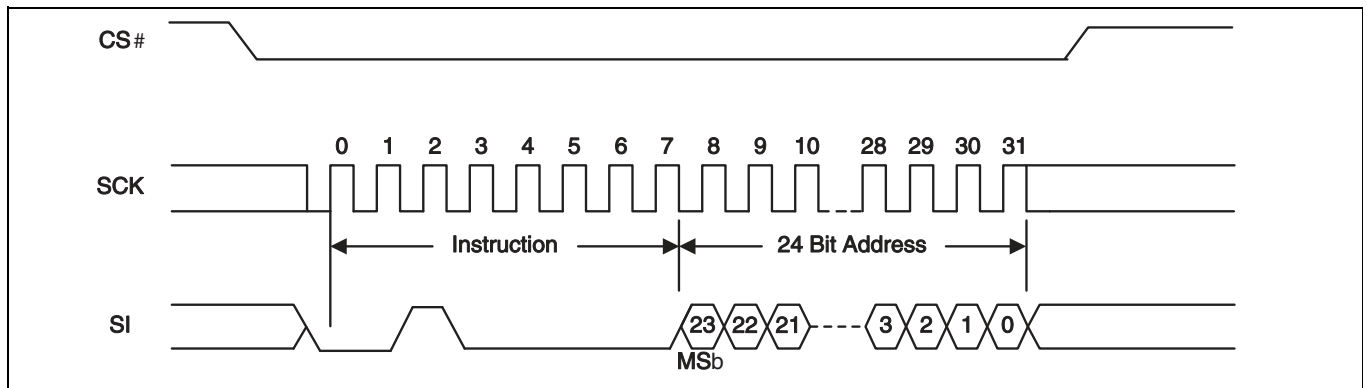 CS#
0 1 2 3 4 5 6 7 8 9 10 28 29 30 31
SCK
Instruction 24 Bit Address
SI 23 22 21 3 2 1 0
MSb